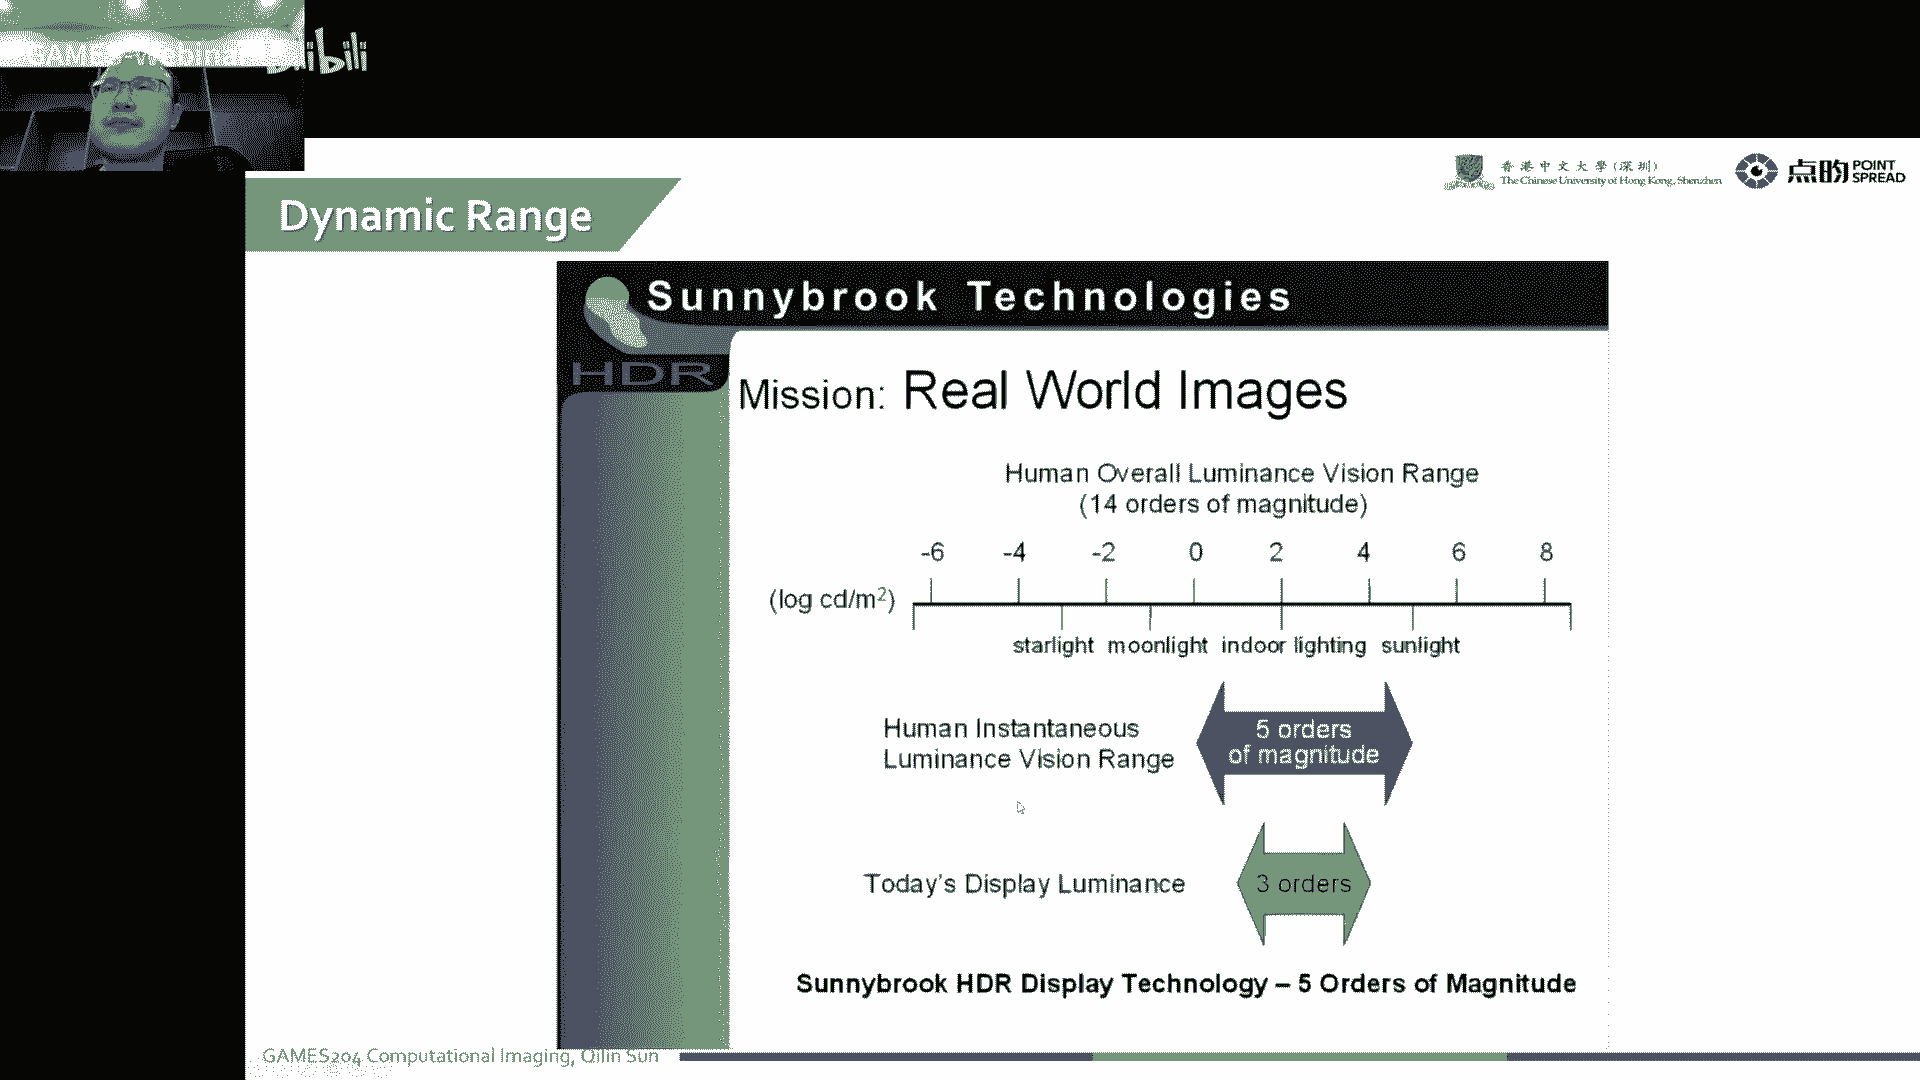 GAMES Webinar
bilibili
香港中文大學(深圳)
The Chinese University of Hong Kong, Shenzhen
点昀 POINT SPREAD
Dynamic Range
Sunnybrook Technologies
HDR
Mission: Real World Images
Human Overall Luminance Vision Range
(14 orders of magnitude)
-6 -4 -2 0 2 4 6 8
(log cd/m²)
starlight moonlight indoor lighting sunlight
Human Instantaneous
Luminance Vision Range
5 orders
of magnitude
Today's Display Luminance
3 orders
Sunnybrook HDR Display Technology – 5 Orders of Magnitude
GAMES204 Computational Imaging, Qilin Sun